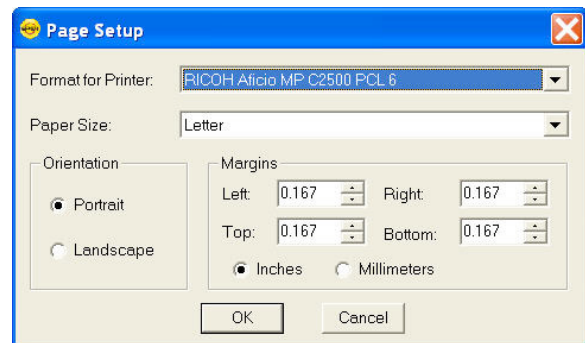 Page Setup
Format for Printer: RICOH Aficio MP C2500 PCL 6
Paper Size: Letter
Orientation
Portrait
Landscape
Margins
Left: 0.167 Right: 0.167
Top: 0.167 Bottom: 0.167
Inches Millimeters
OK Cancel